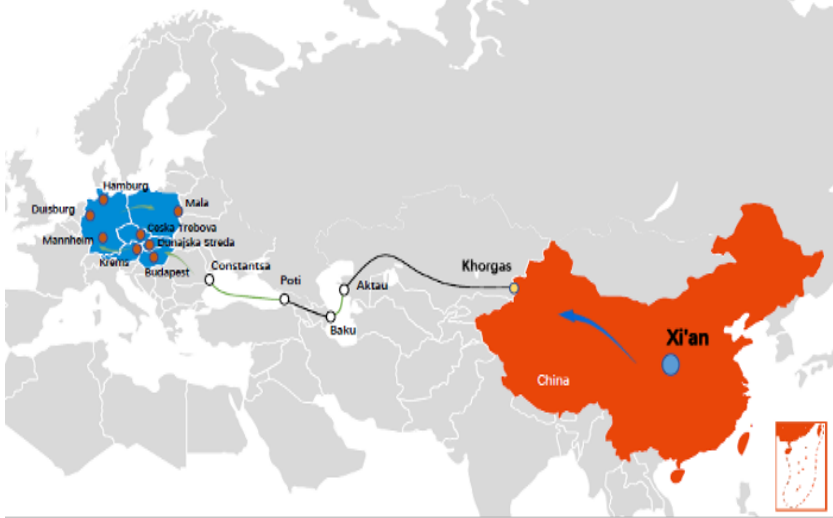 Hamburg
Duisburg
Mala
Ceska Trebova
Mannheim
Dunajska Streda
Krems
Budapest
Constantsa
Poti
Aktau
Khorgas
Baku
Xi'an
China